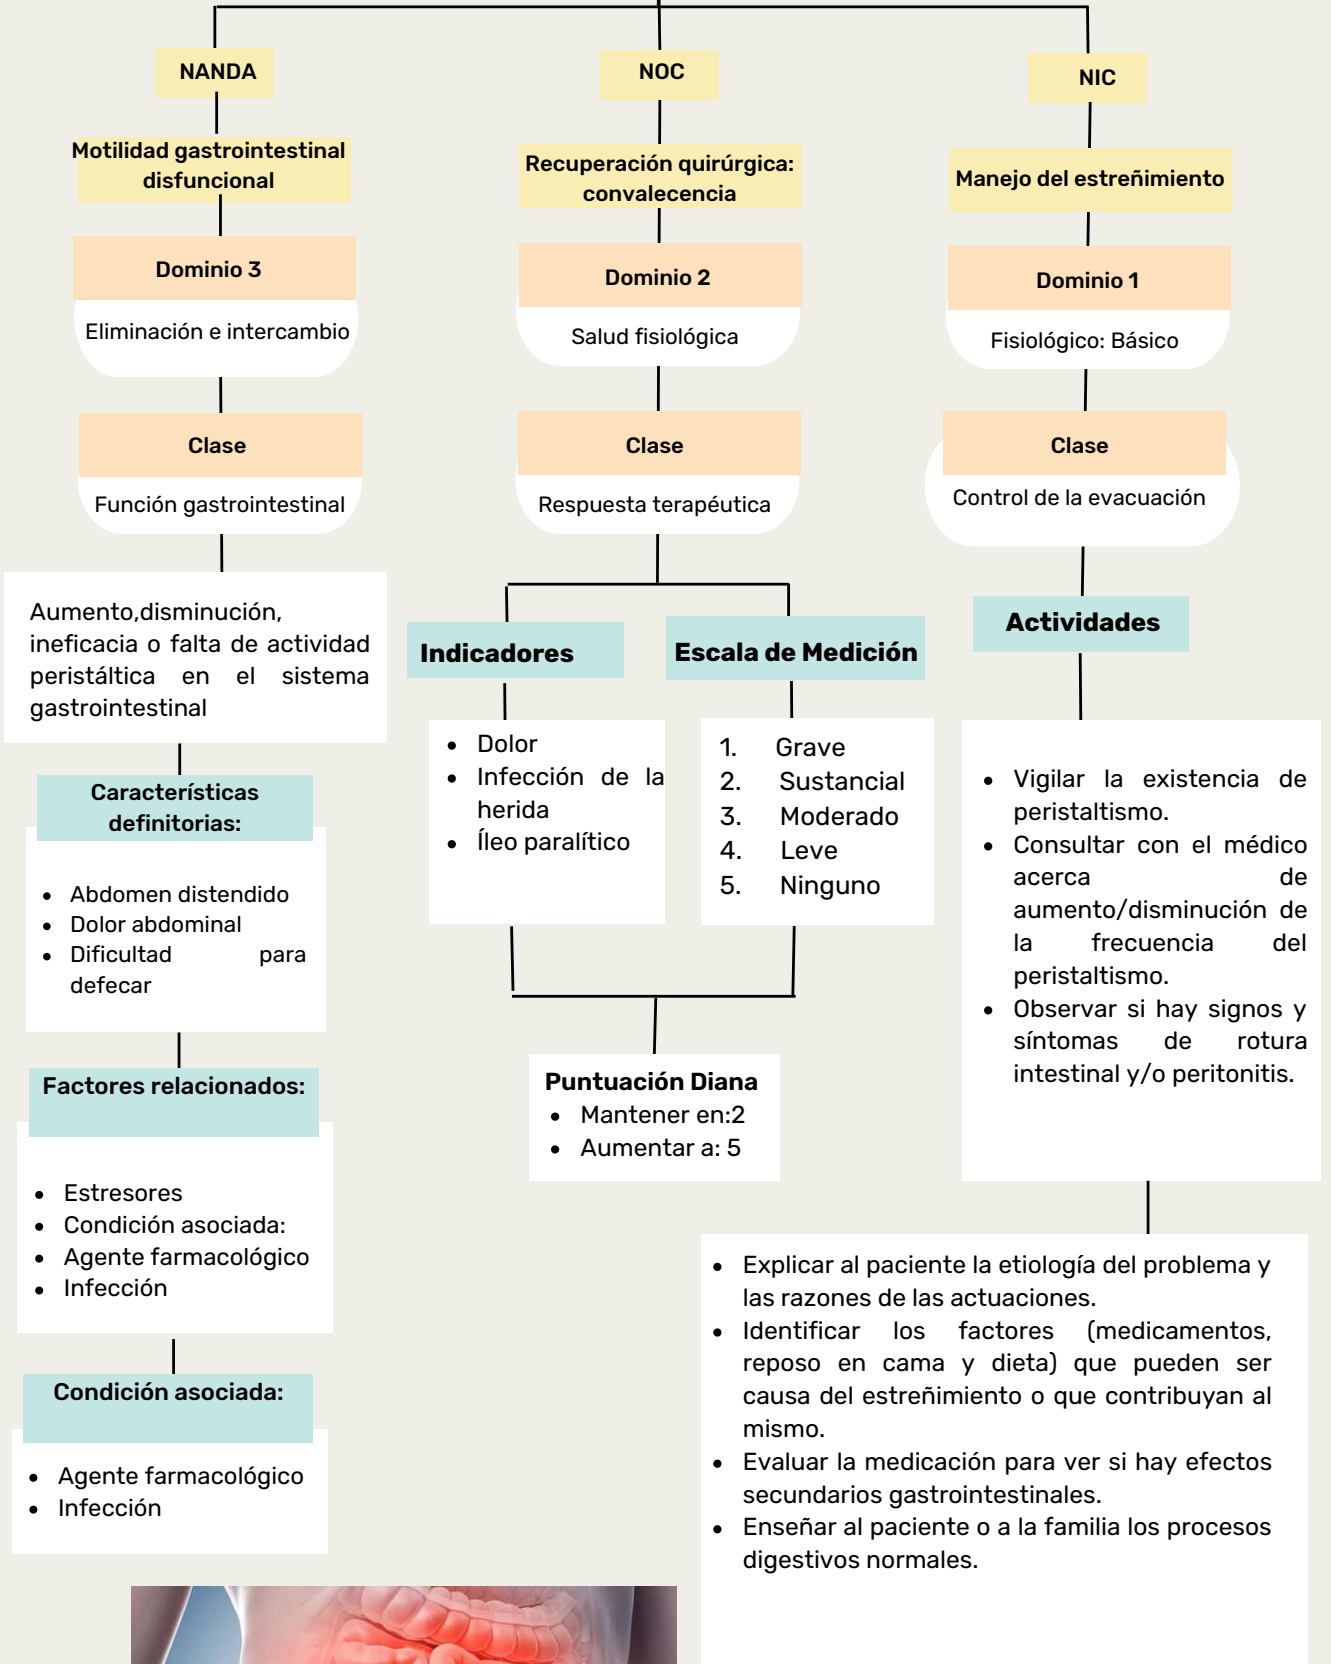 NANDA
Motilidad gastrointestinal
disfuncional
Dominio 3
Eliminación e intercambio
Clase
Función gastrointestinal
Aumento,disminución,
ineficacia o falta de actividad
peristáltica en el sistema
gastrointestinal
Características
definitorias:
Abdomen distendido
Dolor abdominal
Dificultad para
defecar
Factores relacionados:
Estresores
Condición asociada:
Agente farmacológico
Infección
Condición asociada:
Agente farmacológico
Infección
NOC
Recuperación quirúrgica:
convalecencia
Dominio 2
Salud fisiológica
Clase
Respuesta terapéutica
Indicadores
Dolor
Infección de la
herida
Íleo paralítico
Escala de Medición
1. Grave
2. Sustancial
3. Moderado
4. Leve
5. Ninguno
Puntuación Diana
Mantener en:2
Aumentar a: 5
NIC
Manejo del estreñimiento
Dominio 1
Fisiológico: Básico
Clase
Control de la evacuación
Actividades
Vigilar la existencia de
peristaltismo.
Consultar con el médico
acerca de
aumento/disminución de
la frecuencia del
peristaltismo.
Observar si hay signos y
síntomas de rotura
intestinal y/o peritonitis.
Explicar al paciente la etiología del problema y
las razones de las actuaciones.
Identificar los factores (medicamentos,
reposo en cama y dieta) que pueden ser
causa del estreñimiento o que contribuyan al
mismo.
Evaluar la medicación para ver si hay efectos
secundarios gastrointestinales.
Enseñar al paciente o a la familia los procesos
digestivos normales.